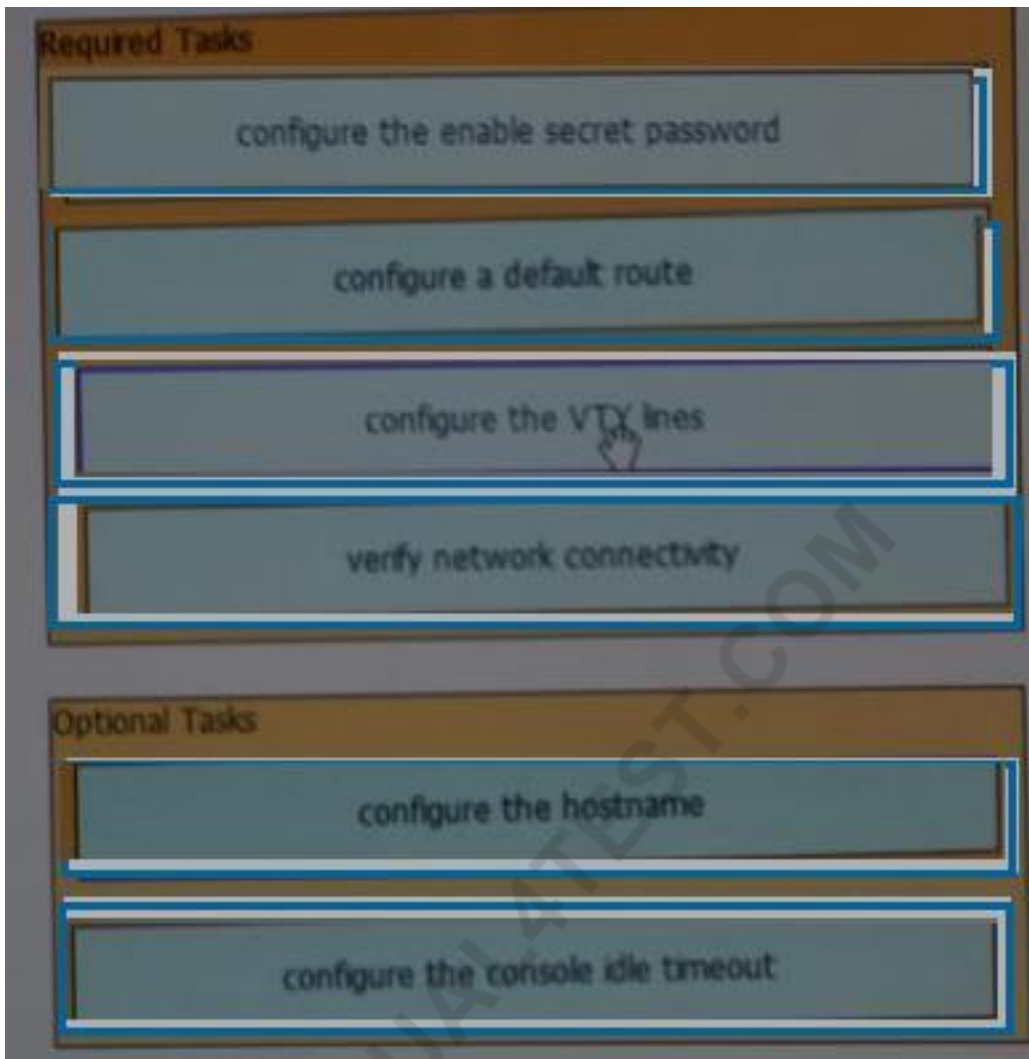 Required Tasks
configure the enable secret password
configure a default route
configure the VTY lines
verify network connectivity
Optional Tasks
configure the hostname
configure the console idle timeout